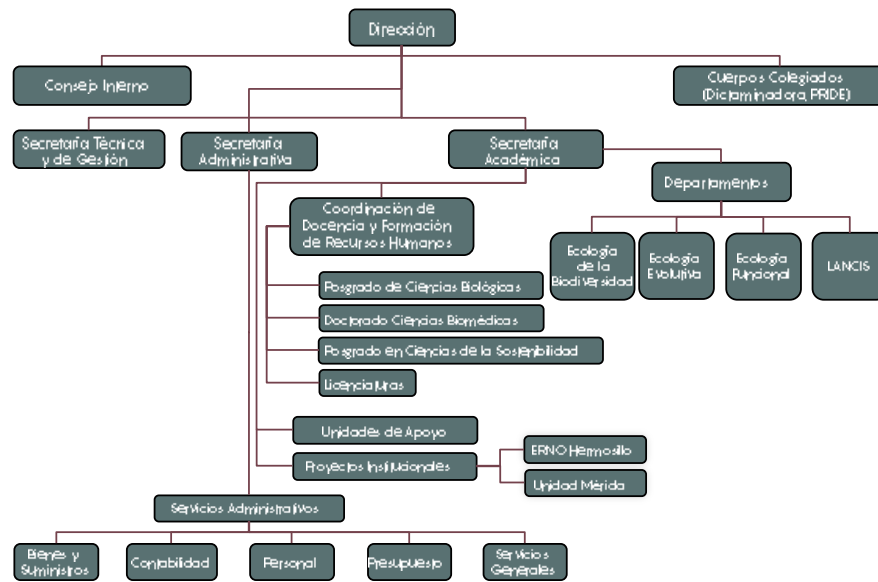 Dirección
Consejo Interno
Cuerpos Colegiados
(Dictaminadora, PRIDE)
Secretaría Técnica
y de Gestión
Secretaría
Administrativa
Secretaría
Académica
Departamentos
Coordinación de
Docencia y Formación
de Recursos Humanos
Ecología
de la
Biodiversidad
Ecología
Evolutiva
Ecología
Funcional
LANCIS
Posgrado de Ciencias Biológicas
Doctorado Ciencias Biomédicas
Posgrado en Ciencias de la Sostenibilidad
Licenciaturas
Unidades de Apoyo
Proyectos Institucionales
ERNO Hermosillo
Unidad Mérida
Servicios Administrativos
Bienes y
Suministros
Contabilidad
Personal
Presupuesto
Servicios
Generales